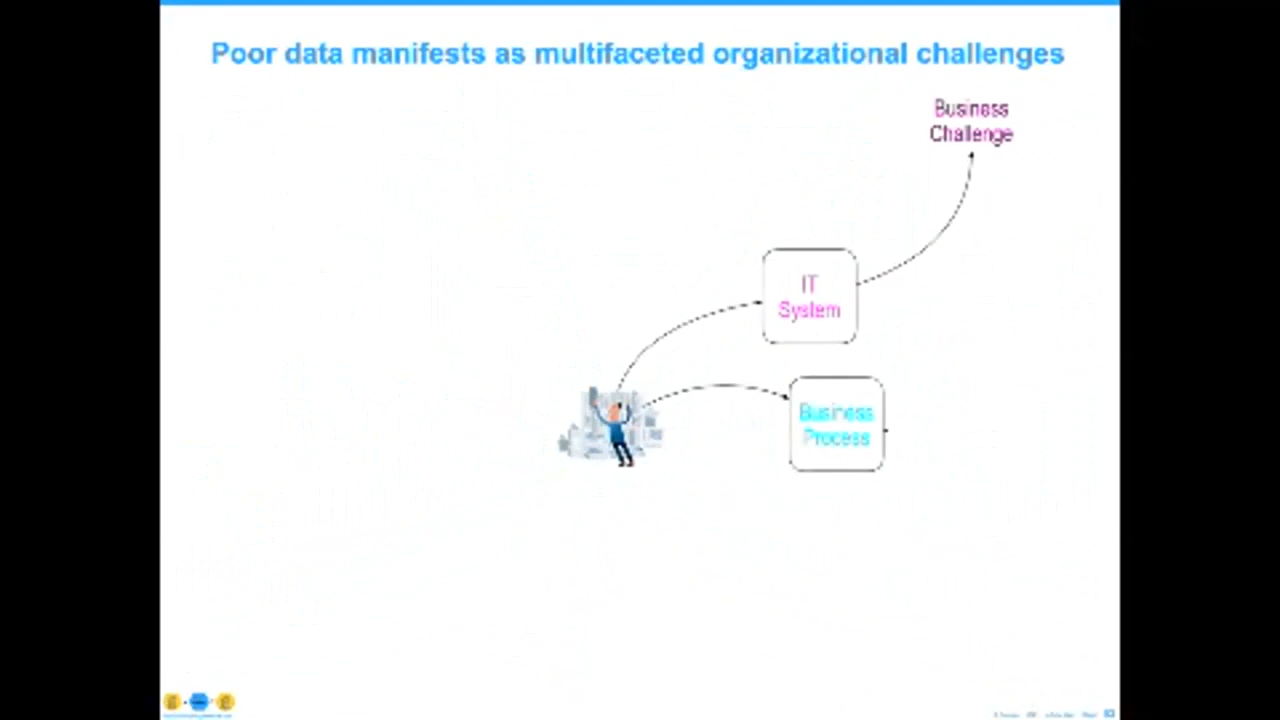 Poor data manifests as multifaceted organizational challenges
Business
Challenge
IT
System
Business
Process